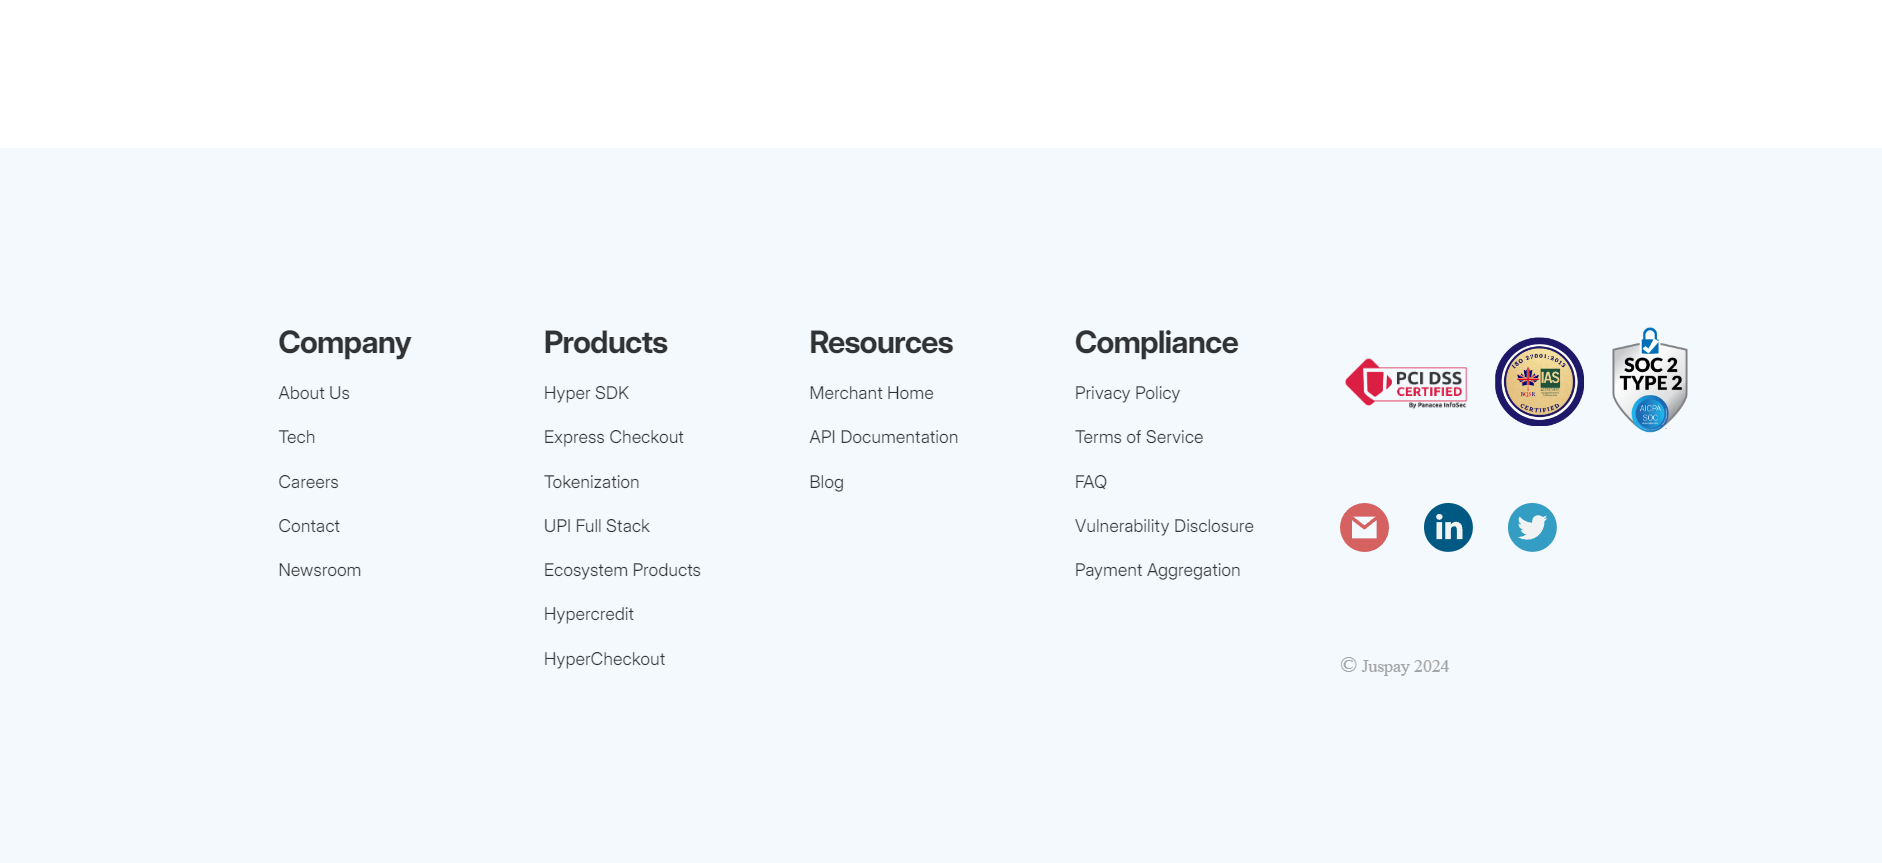 Company
About Us
Tech
Careers
Contact
Newsroom
Products
Hyper SDK
Express Checkout
Tokenization
UPI Full Stack
Ecosystem Products
Hypercredit
HyperCheckout
Resources
Merchant Home
API Documentation
Blog
Compliance
Privacy Policy
Terms of Service
FAQ
Vulnerability Disclosure
Payment Aggregation
PCI DSS
CERTIFIED
By Panacea InfoSec
ISO 27001:2013
IAS
CERTIFIED
SOC 2
TYPE 2
AICPA
SOC
in
© Juspay 2024